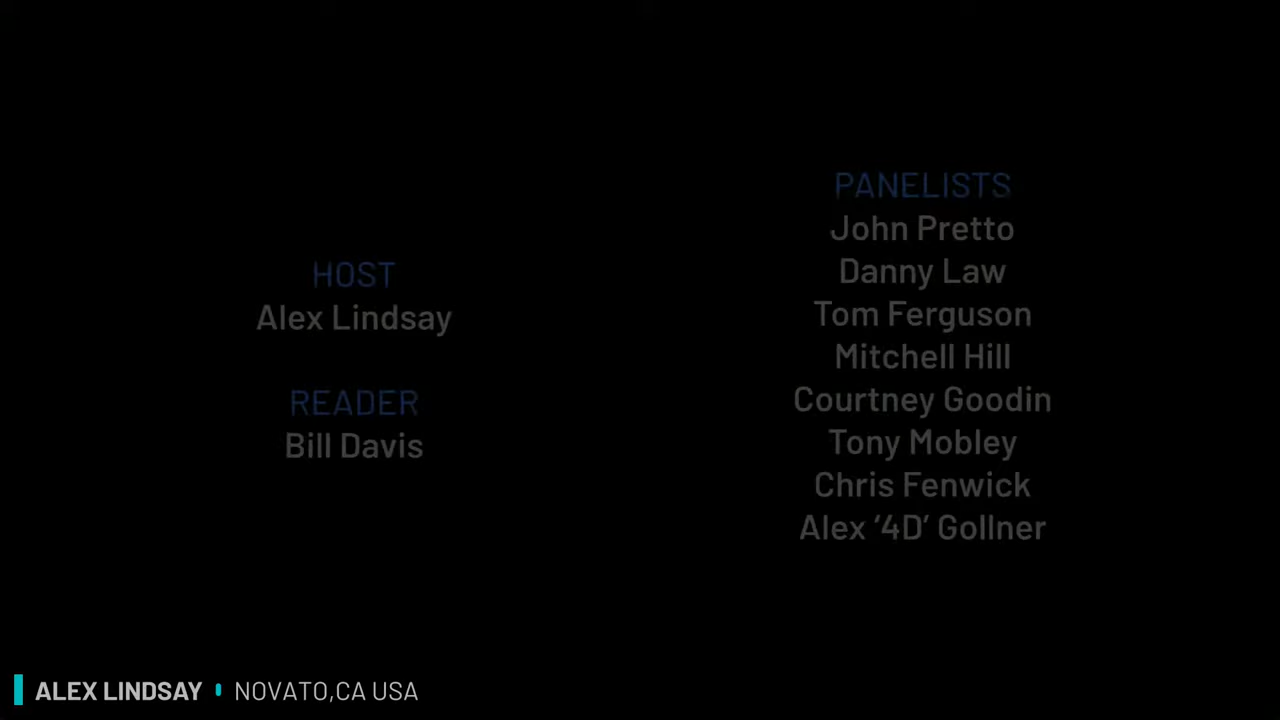 HOST
Alex Lindsay
READER
Bill Davis
PANELISTS
John Pretto
Danny Law
Tom Ferguson
Mitchell Hill
Courtney Goodin
Tony Mobley
Chris Fenwick
Alex ‘4D’ Gollner
ALEX LINDSAY NOVATO,CA USA